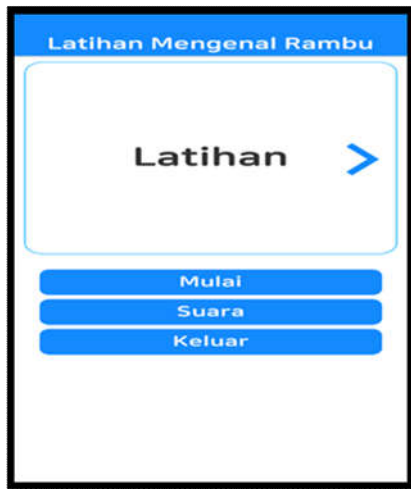 Latihan Mengenal Rambu
Latihan
Mulai
Suara
Keluar